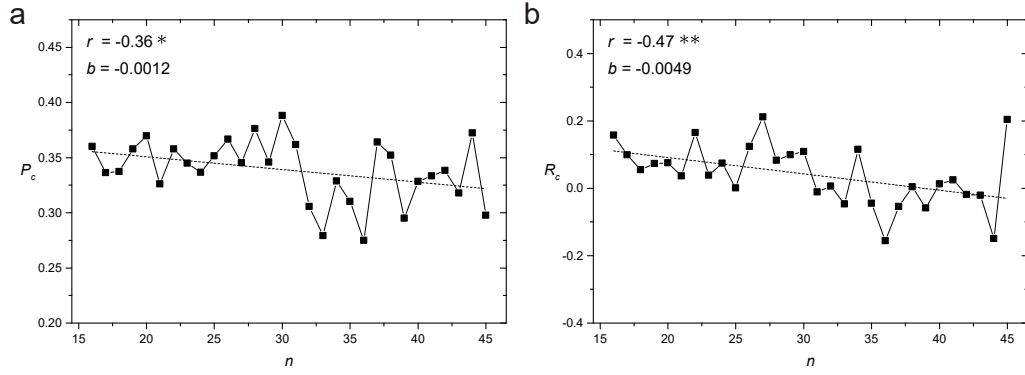 a
r = -0.36 *
b = -0.0012
0.45
0.40
0.35
0.30
0.25
0.20
P_c
15 20 25 30 35 40 45
n
b
r = -0.47 **
b = -0.0049
0.4
0.2
0.0
-0.2
-0.4
R_c
15 20 25 30 35 40 45
n